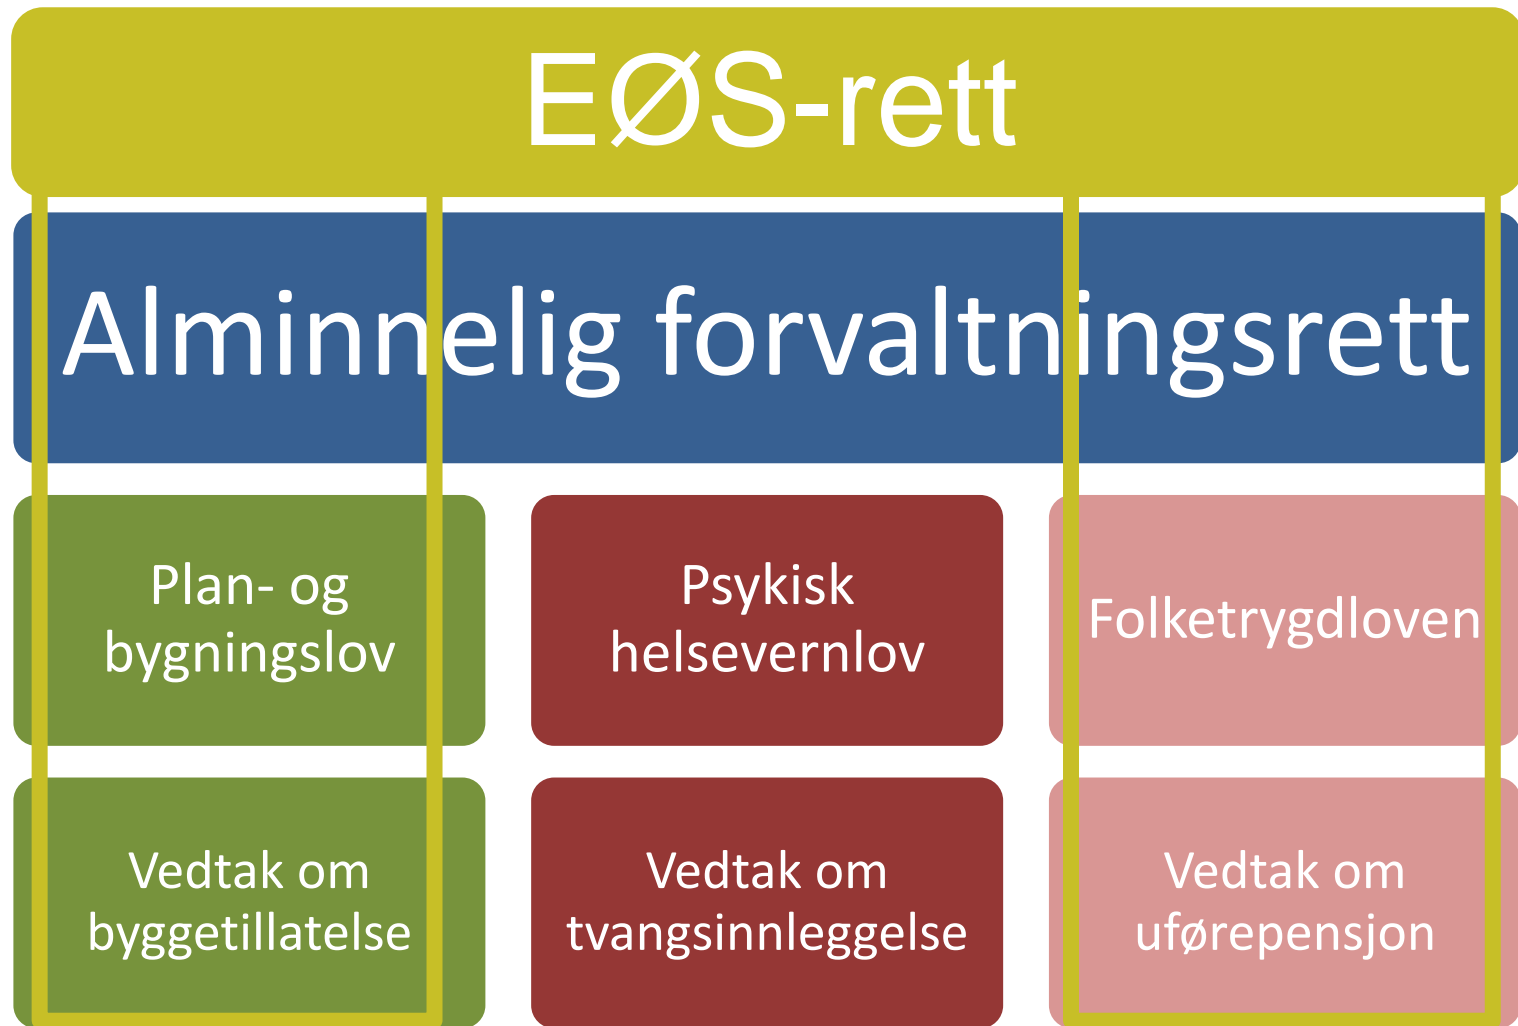 EØS-rett
Alminnelig forvaltningsrett
Plan- og
bygningslov
Psykisk
helsevernlov
Folketrygdloven
Vedtak om
byggetillatelse
Vedtak om
tvangsinnleggelse
Vedtak om
uførepensjon